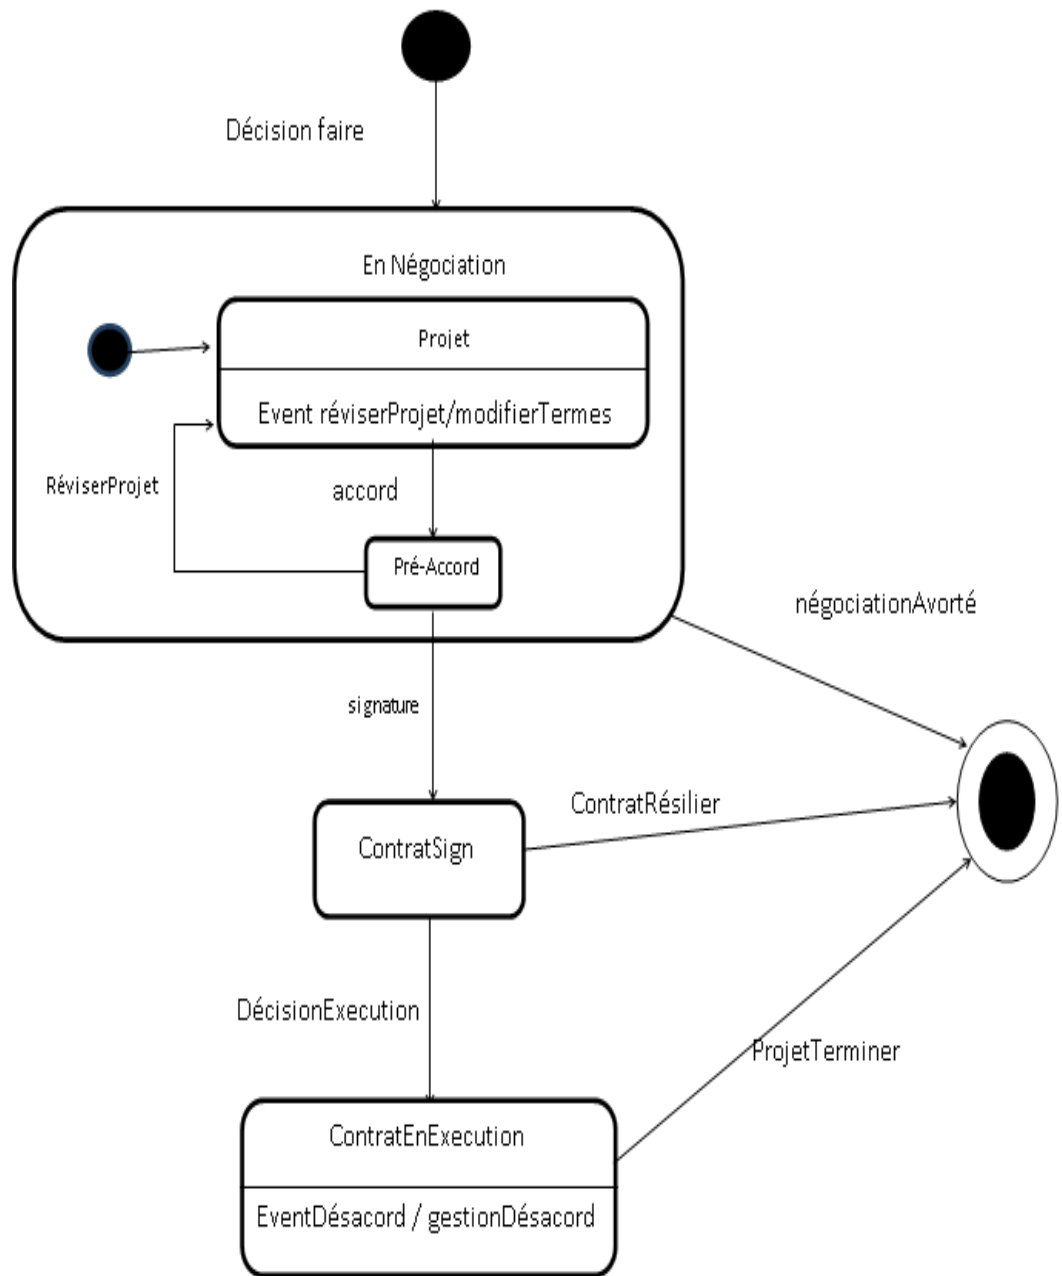 Décision faire
En Négociation
Projet
Event réviserProjet/modifierTermes
RéviserProjet
accord
Pré-Accord
négociationAvorté
signature
ContratRésilier
ContratSign
DécisionExecution
ProjetTerminer
ContratEnExecution
EventDésacord / gestionDésacord